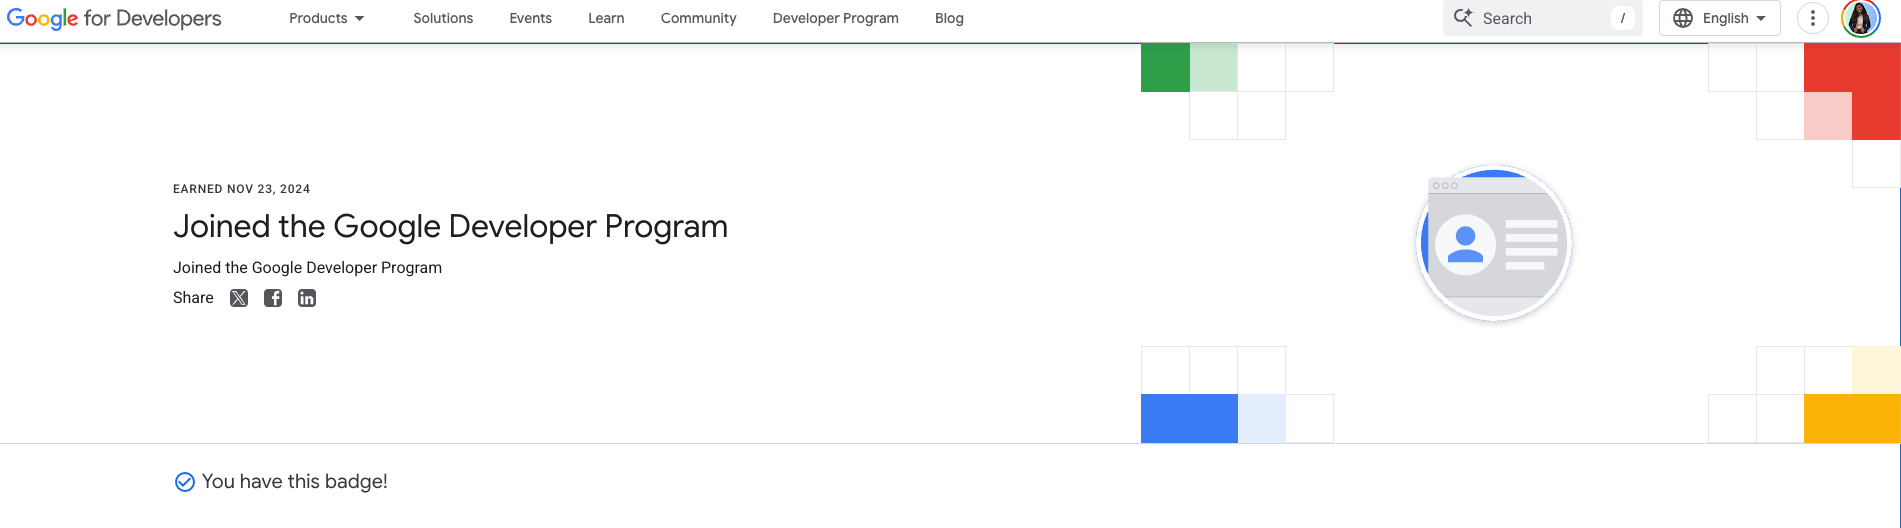 Google for Developers
Products
Solutions
Events
Learn
Community
Developer Program
Blog
Search
/
English
EARNED NOV 23, 2024
Joined the Google Developer Program
Joined the Google Developer Program
Share
You have this badge!